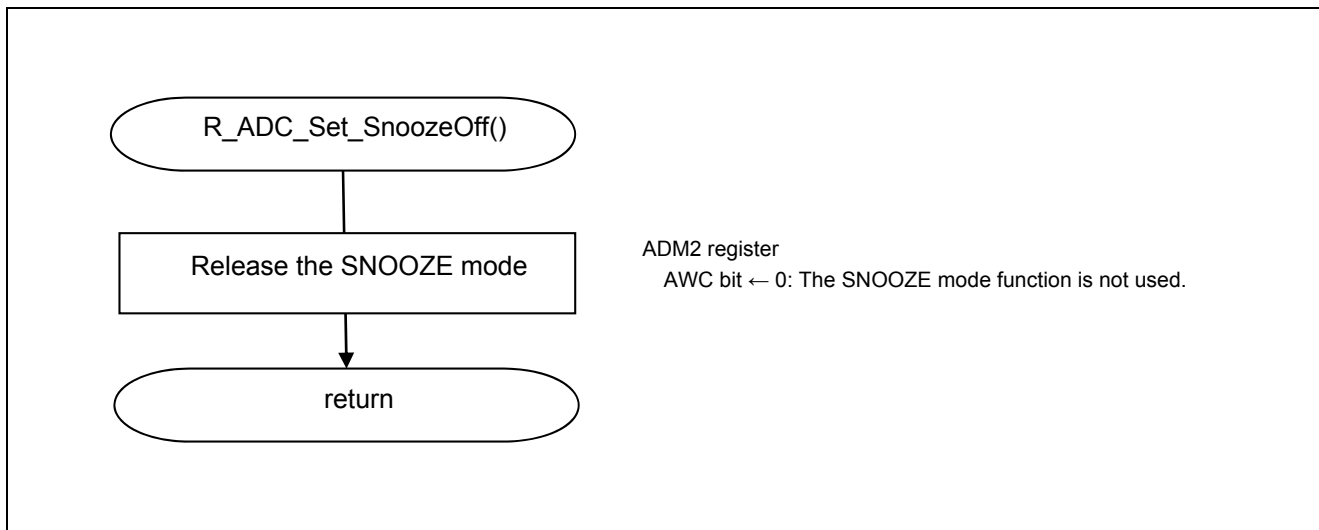 R_ADC_Set_SnoozeOff()
Release the SNOOZE mode
ADM2 register
AWC bit ← 0: The SNOOZE mode function is not used.
return